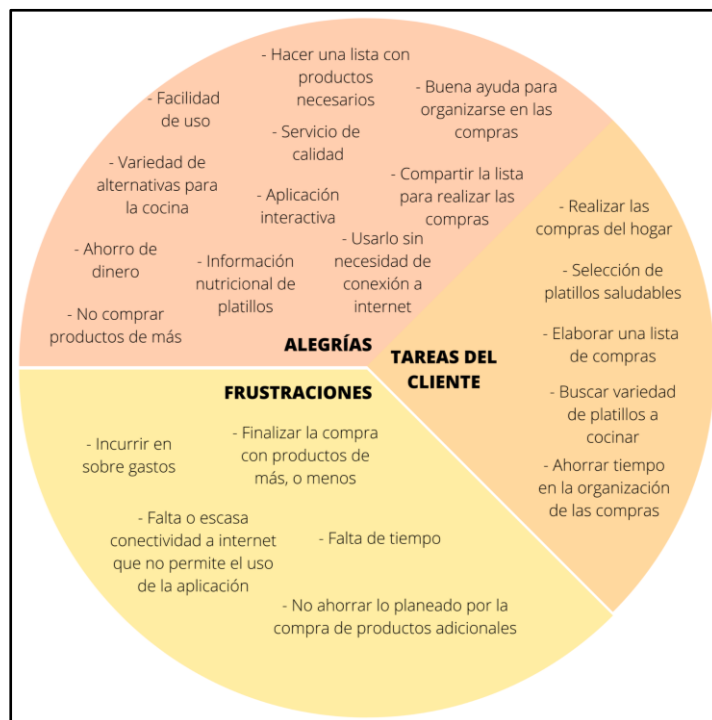 - Hacer una lista con
productos
necesarios
- Buena ayuda para
organizarse en las
compras
- Facilidad
de uso
- Servicio de
calidad
- Variedad de
alternativas para
la cocina
- Compartir la lista
para realizar las
compras
- Aplicación
interactiva
- Ahorro de
dinero
- Información
nutricional de
platillos
- Usarlo sin
necesidad de
conexión a
internet
- No comprar
productos de más
ALEGRÍAS
TAREAS DEL
CLIENTE
- Realizar las
compras del hogar
- Selección de
platillos saludables
- Elaborar una lista
de compras
- Buscar variedad
de platillos a
cocinar
- Ahorrar tiempo
en la organización
de las compras
FRUSTRACIONES
- Incurrir en
sobre gastos
- Finalizar la compra
con productos de
más, o menos
- Falta o escasa
conectividad a internet
que no permite el uso
de la aplicación
- Falta de tiempo
- No ahorrar lo planeado por la
compra de productos adicionales